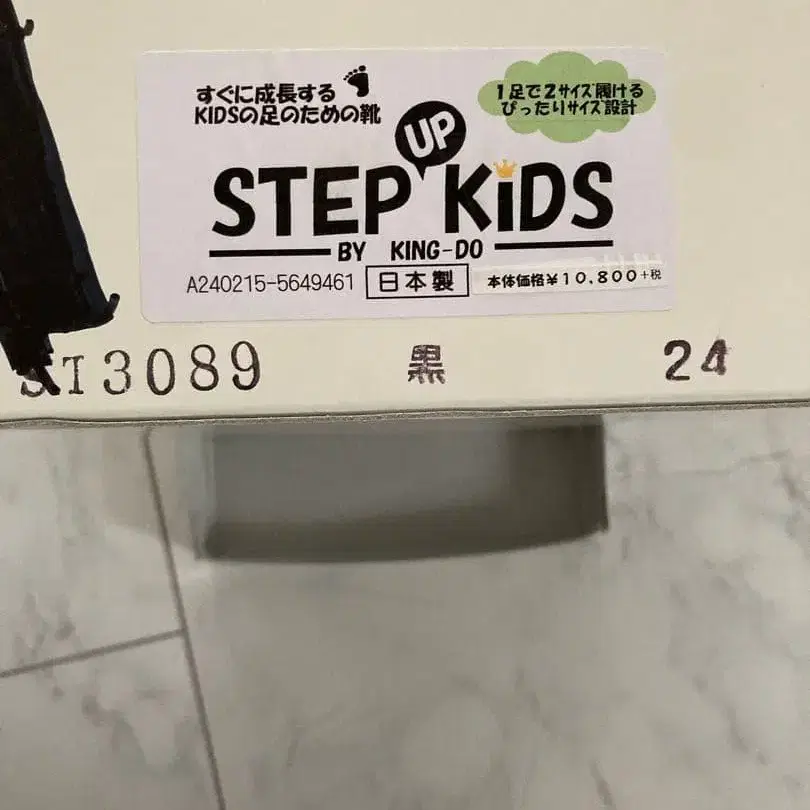 すぐに成長する
KIDSの足のための靴
1足で2サイズ履ける
ぴったりサイズ設計
STEP UP KiDS
BY KING-DO
A240215-5649461 日本製 本体価格¥10,800+税
ST3089 黒 24